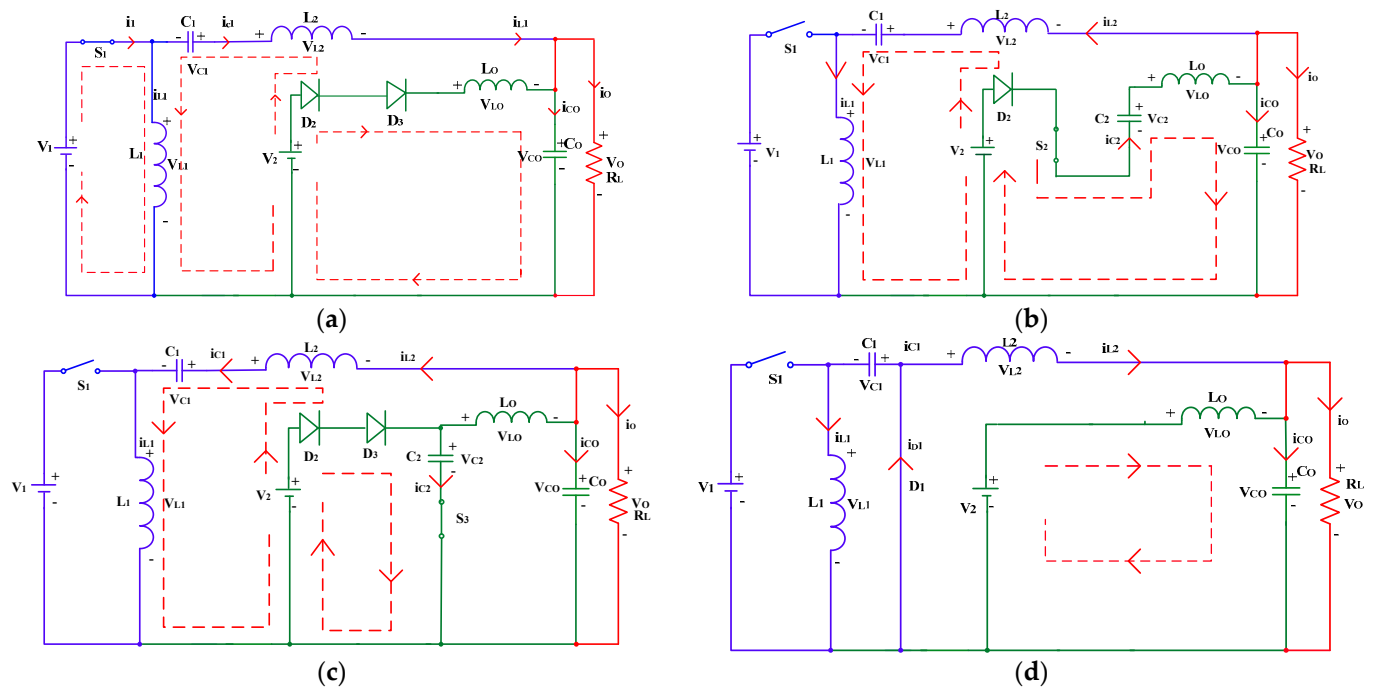 i1 C1 ic1 L2 iL1
- + + -
S1 VC1 VL2
iL1 + LO - iO
VLO
D2 D3 iCO
V1 + - L1 + VL1 - V2 + - VCO + CO - + VO RL -
(a)
S1 C1 L2 iL2
- + + -
VC1 VL2
iL1 + LO - iO
VLO
D2 C2 + VC2 - iCO
V1 + - L1 + VL1 - V2 + - S2 iC2 VCO + CO - + VO RL -
(b)
S1 C1 iC1 L2 iL2
- + + -
VC1 VL2
iL1 + LO - iO
VLO
D2 D3 C2 + VC2 - iCO
V1 + - L1 + VL1 - V2 + - iC2 S3 VCO + CO - + VO RL -
(c)
S1 C1 iC1 L2 iL2
- + + -
VC1 VL2
iL1 iD1 + LO - iO
VLO
iCO
V1 + - L1 + VL1 - D1 V2 + - VCO + CO - + RL VO -
(d)